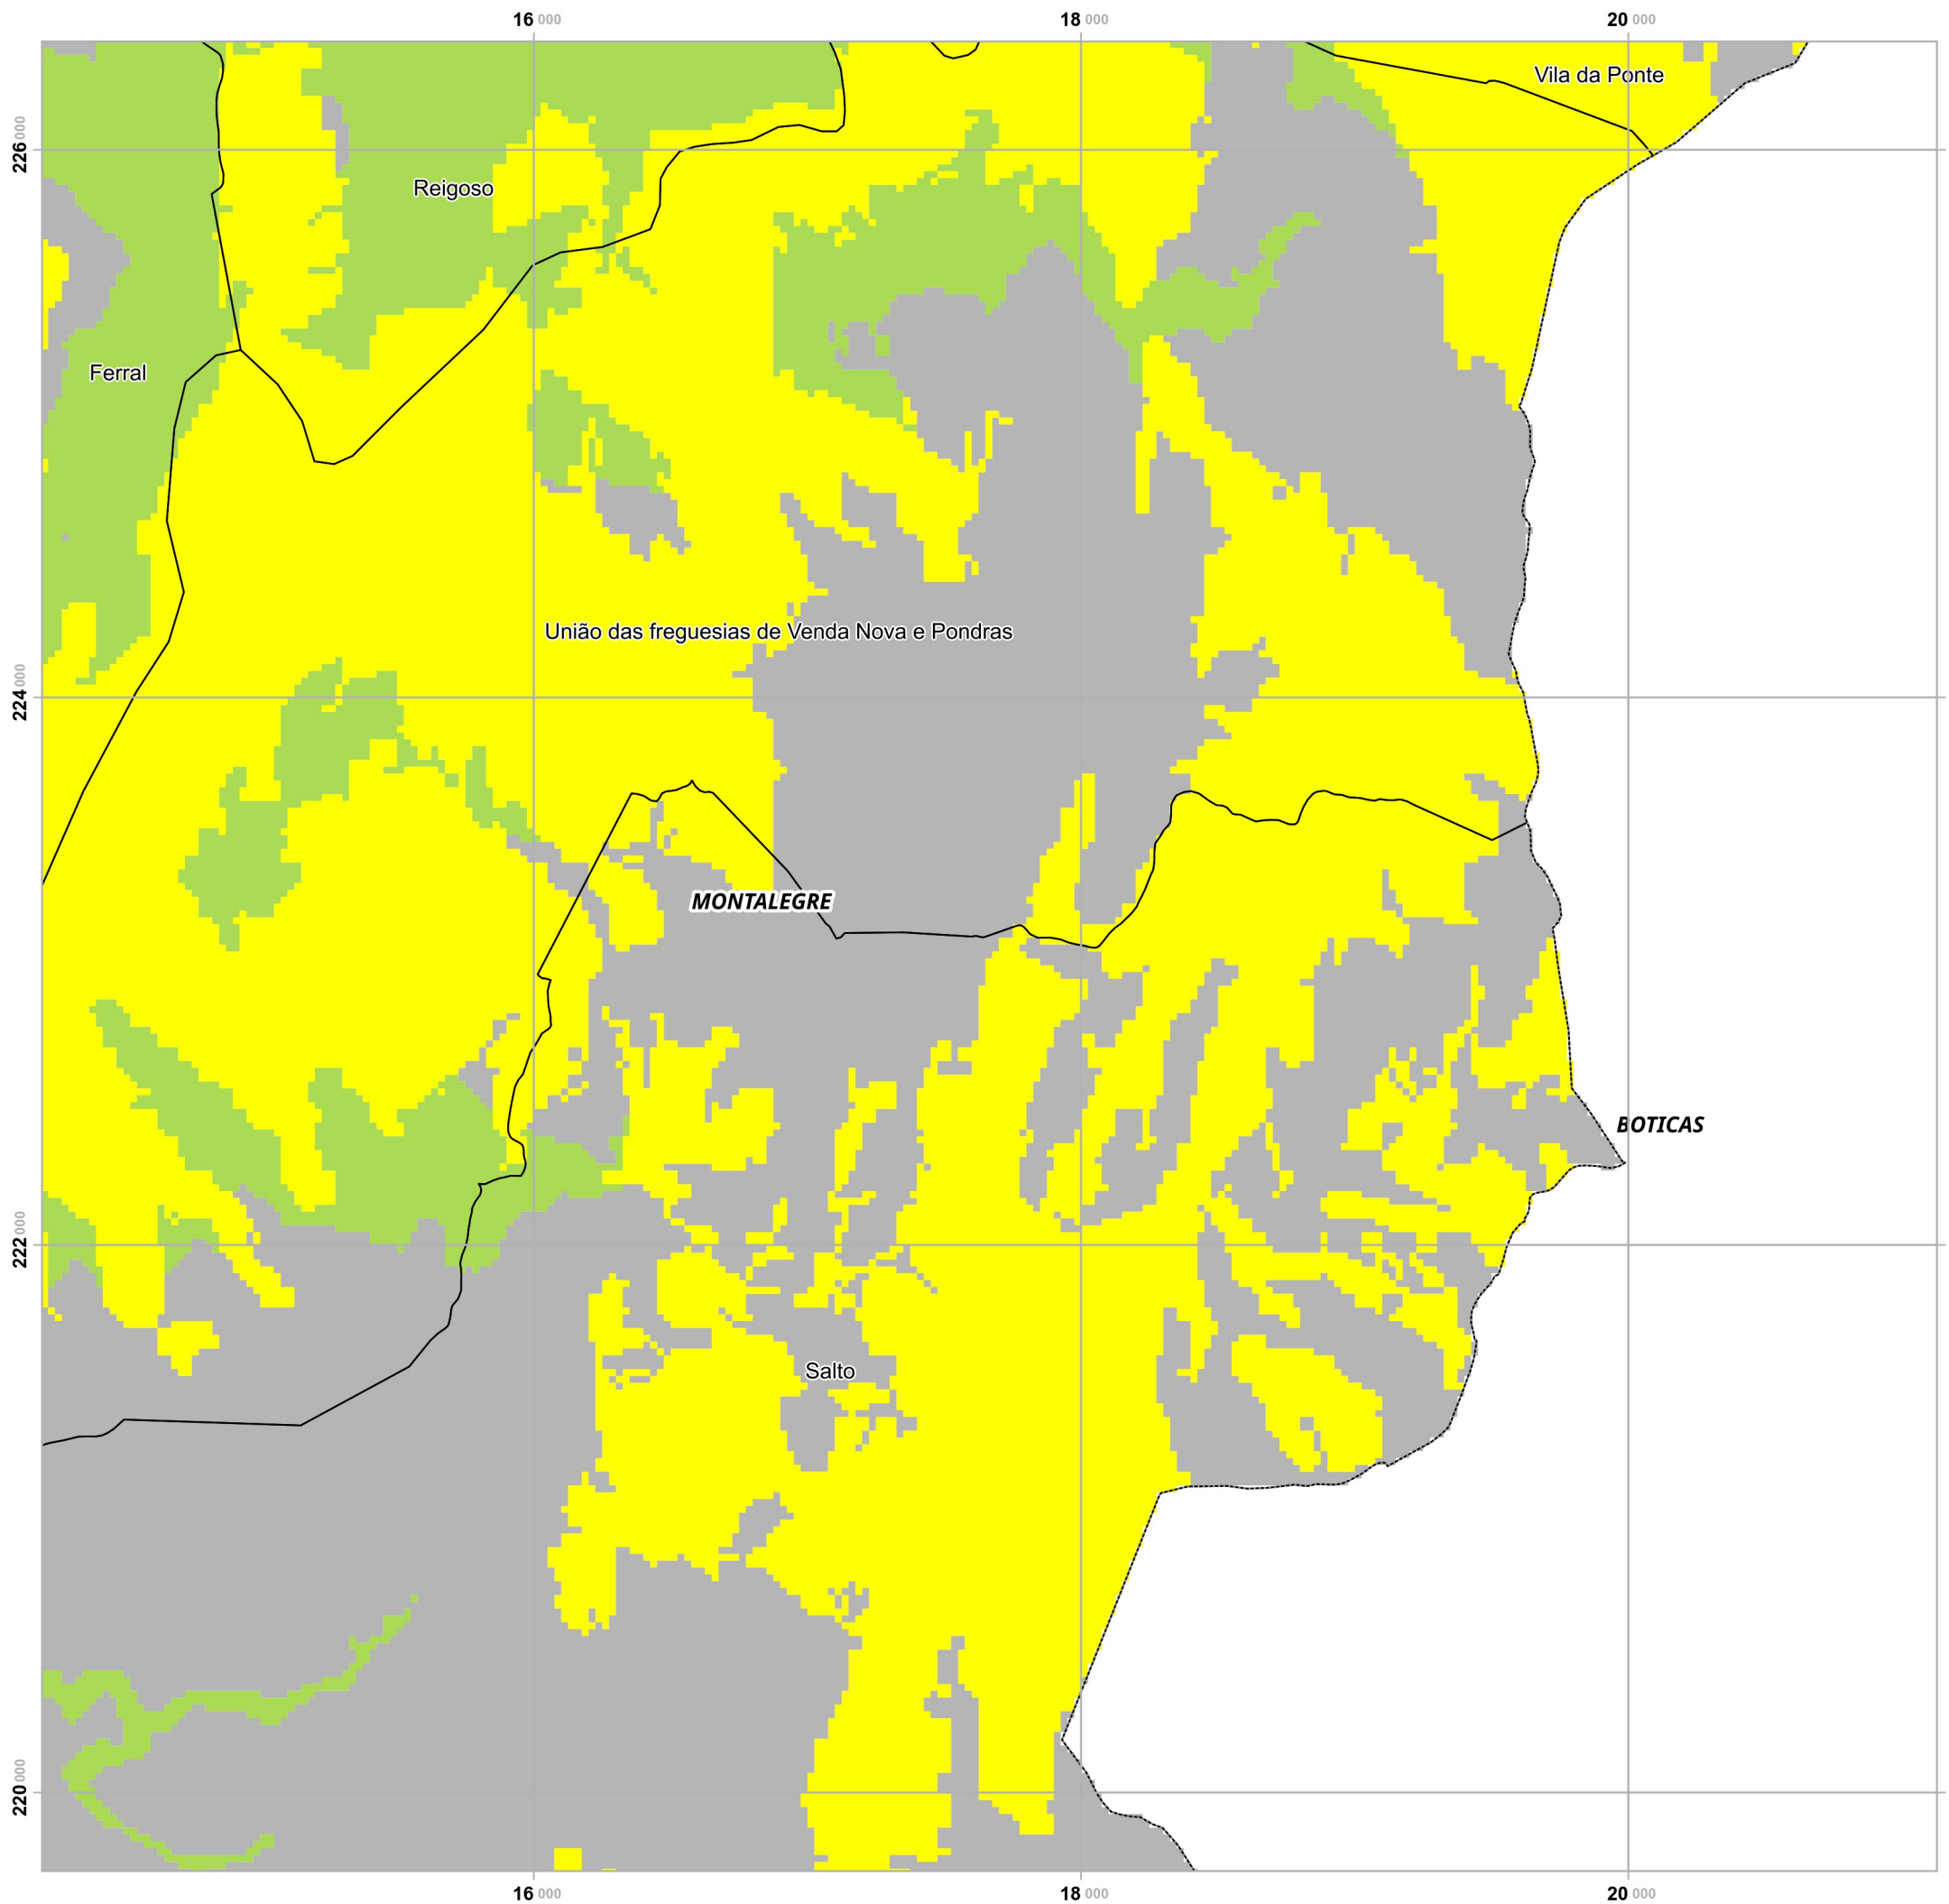 16 000 18 000 20 000
Vila da Ponte
226 000
Reigoso
Ferral
União das freguesias de Venda Nova e Pondras
224 000
MONTALEGRE
BOTICAS
222 000
Salto
220 000
16 000 18 000 20 000